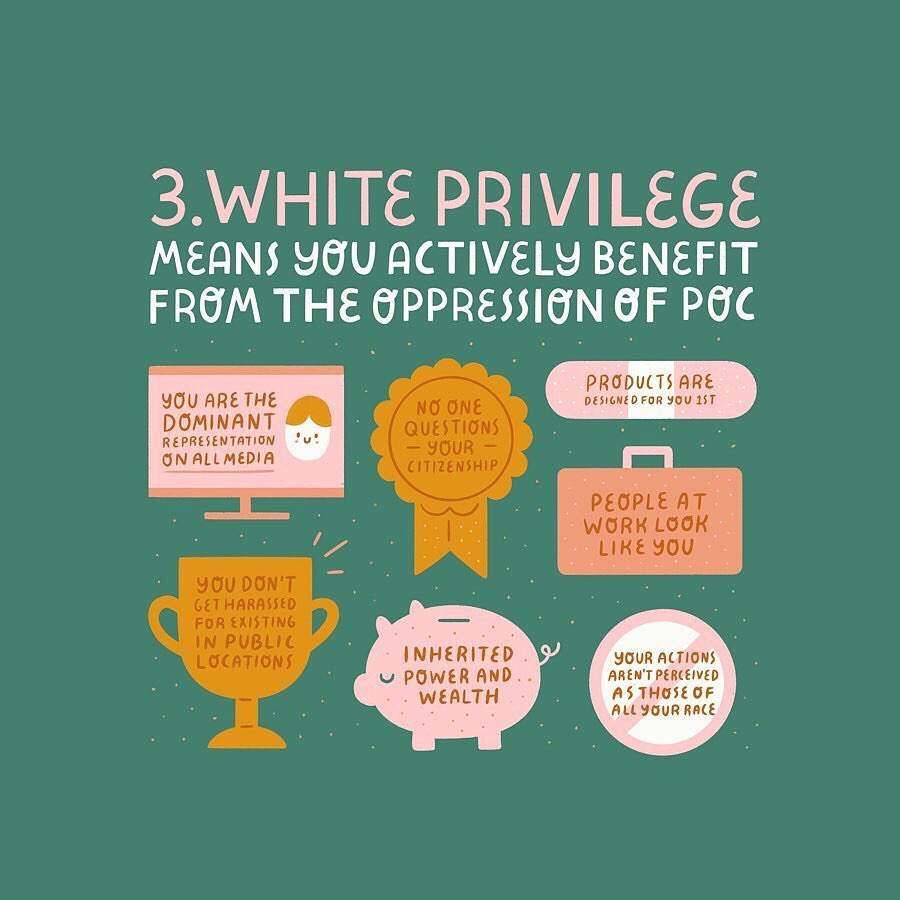 3. WHITE PRIVILEGE
MEANS YOU ACTIVELY BENEFIT
FROM THE OPPRESSION OF POC
YOU ARE THE
DOMINANT
REPRESENTATION
ON ALL MEDIA
NO ONE
QUESTIONS
– YOUR –
CITIZENSHIP
PRODUCTS ARE
DESIGNED FOR YOU 1ST
PEOPLE AT
WORK LOOK
LIKE YOU
YOU DON'T
GET HARASSED
FOR EXISTING
IN PUBLIC
LOCATIONS
INHERITED
POWER AND
WEALTH
YOUR ACTIONS
AREN'T PERCEIVED
AS THOSE OF
ALL YOUR RACE